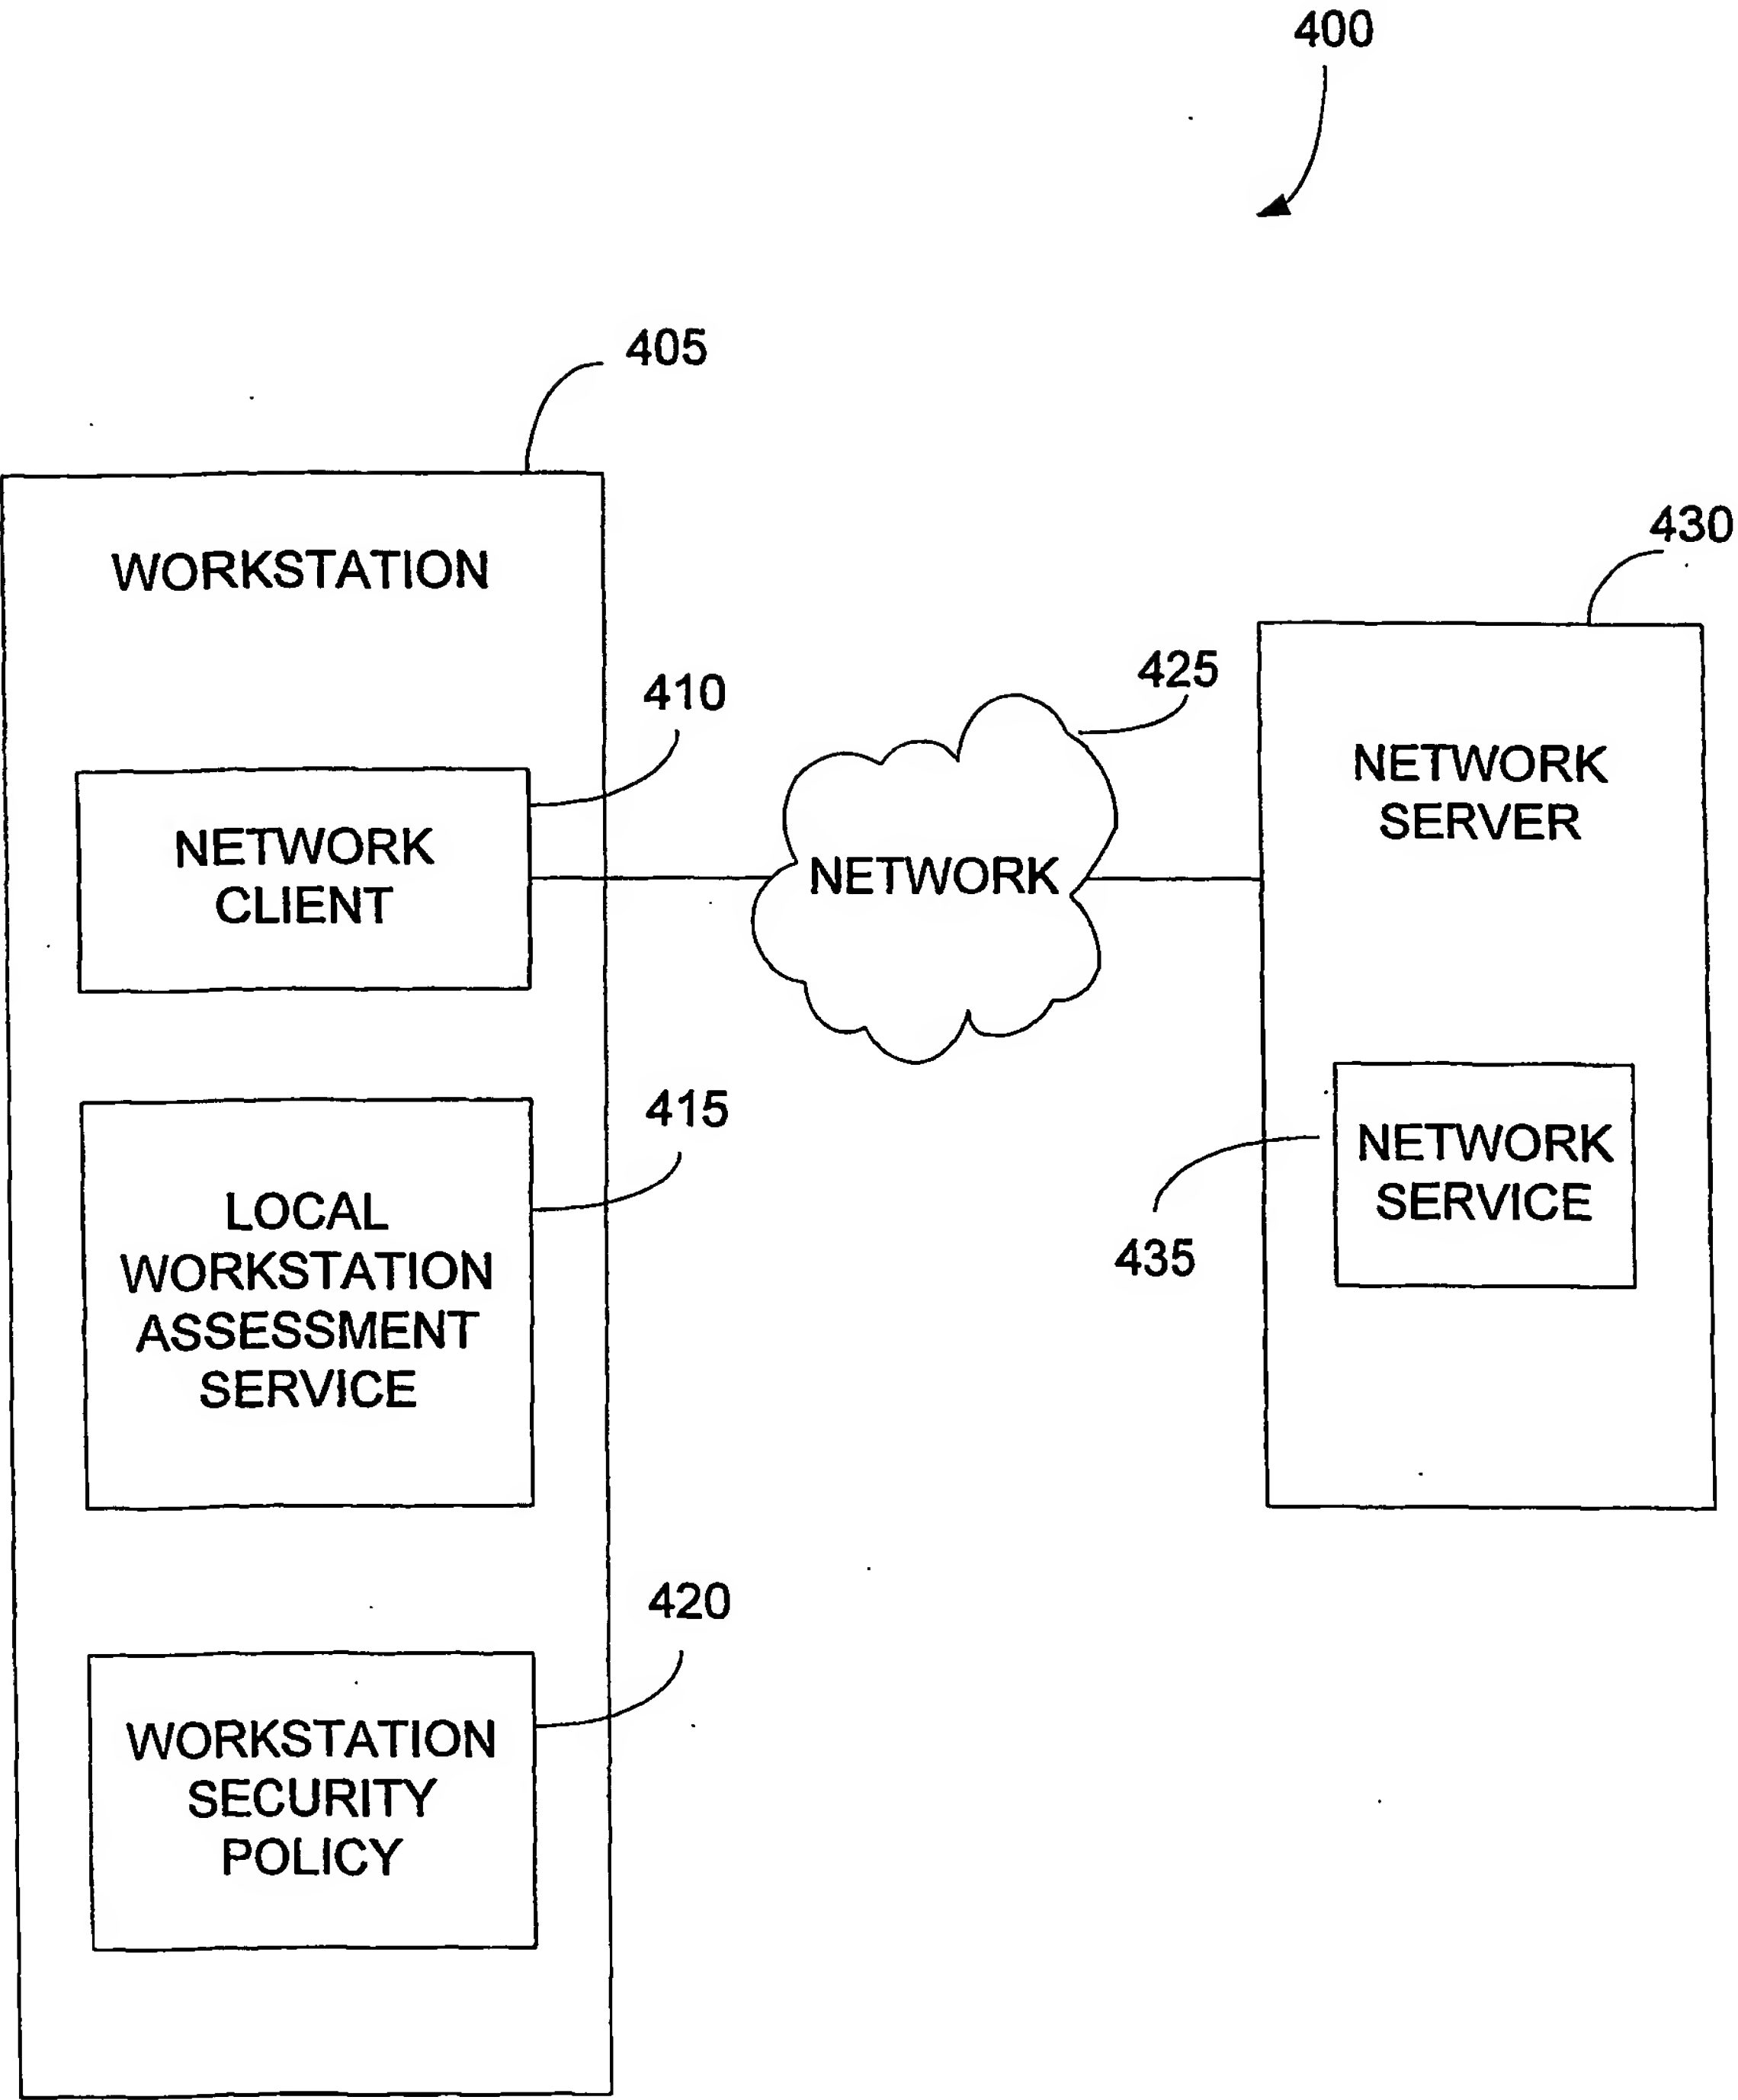 400
405
WORKSTATION
430
410
425
NETWORK
SERVER
NETWORK
CLIENT
NETWORK
415
NETWORK
SERVICE
435
LOCAL
WORKSTATION
ASSESSMENT
SERVICE
420
WORKSTATION
SECURITY
POLICY